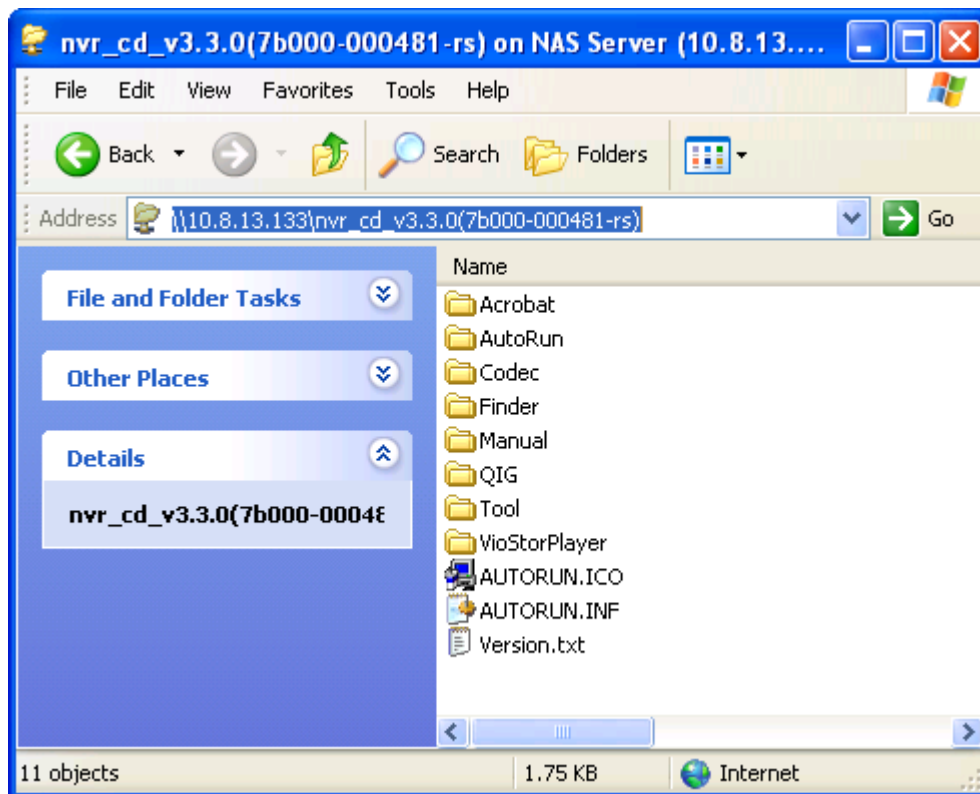 nvr_cd_v3.3.0(7b000-000481-rs) on NAS Server (10.8.13....
File Edit View Favorites Tools Help
Back Search Folders
Address \\10.8.13.133\nvr_cd_v3.3.0(7b000-000481-rs) Go
File and Folder Tasks
Other Places
Details
nvr_cd_v3.3.0(7b000-00048
Name
Acrobat
AutoRun
Codec
Finder
Manual
QIG
Tool
VioStorPlayer
AUTORUN.ICO
AUTORUN.INF
Version.txt
11 objects 1.75 KB Internet